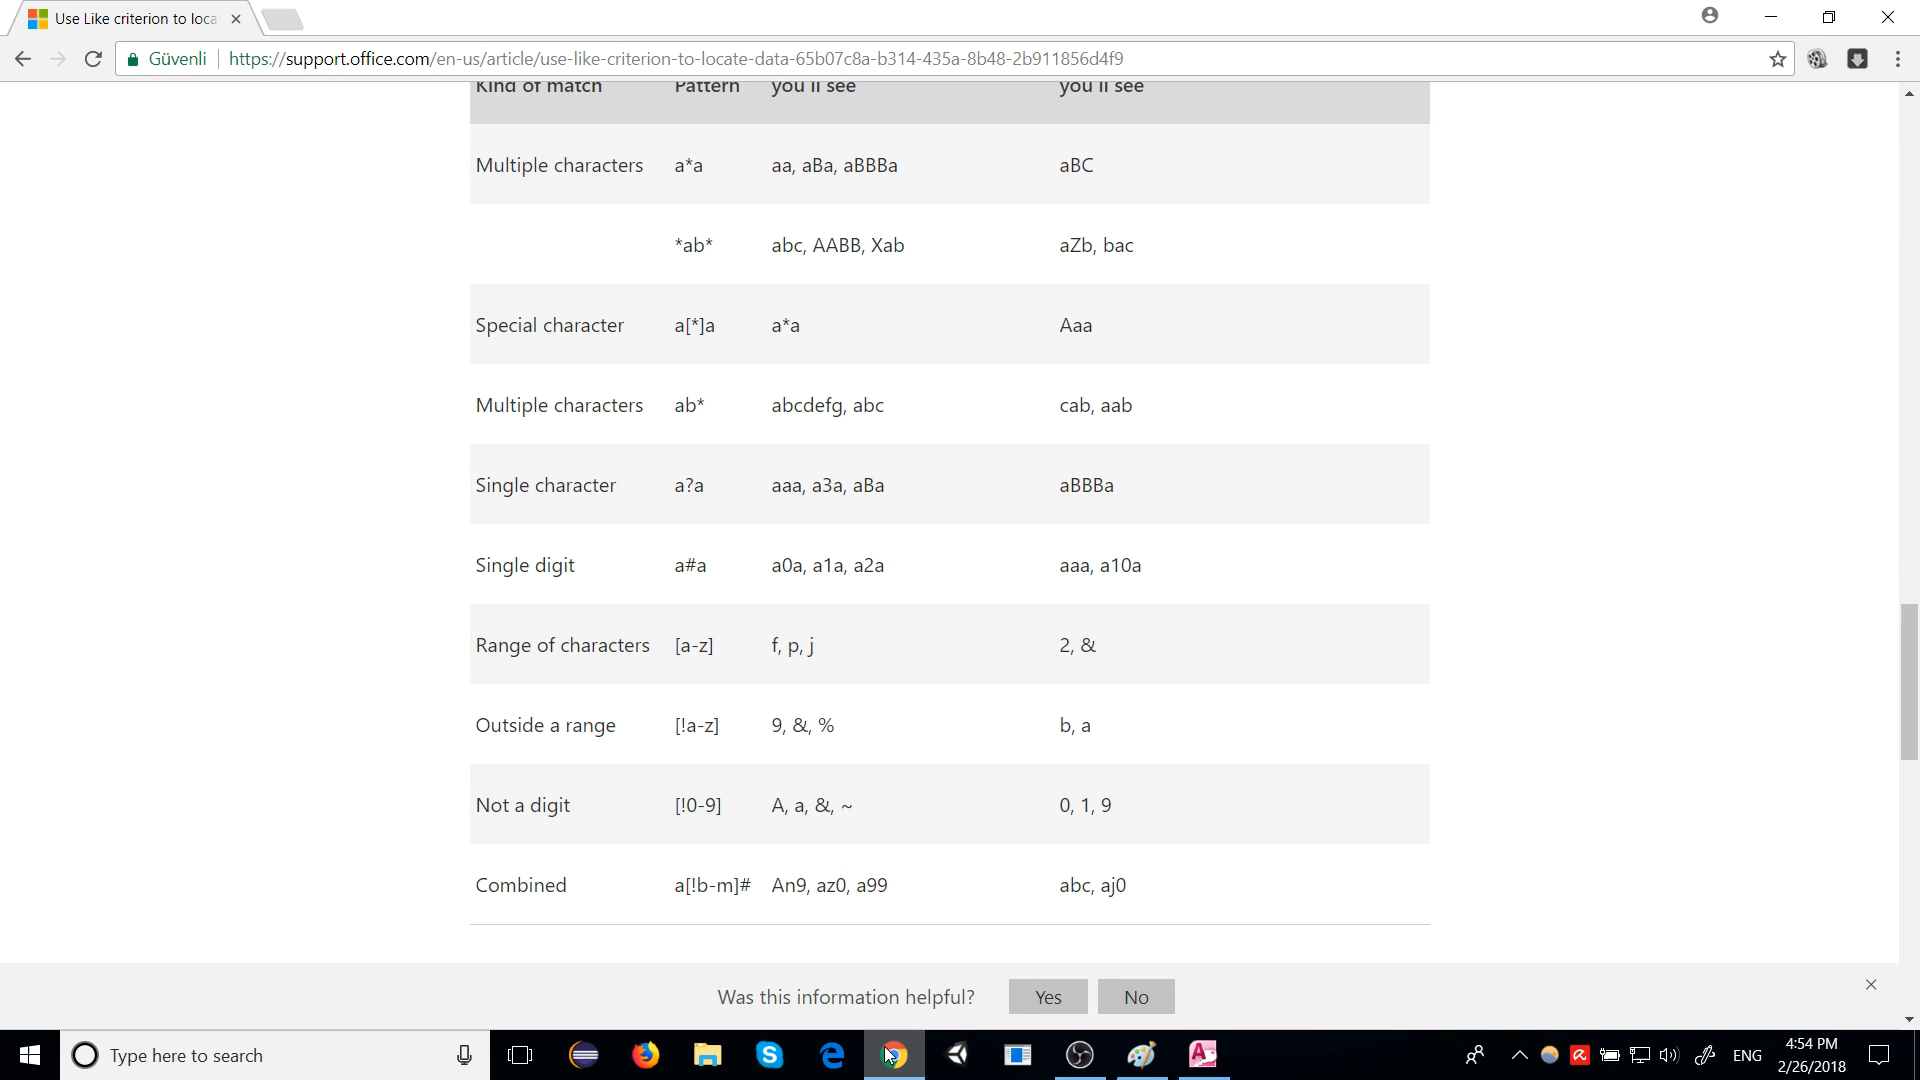 Use Like criterion to loca
Güvenli
https://support.office.com/en-us/article/use-like-criterion-to-locate-data-65b07c8a-b314-435a-8b48-2b911856d4f9
Kind of match Pattern you'll see you'll see
Multiple characters a*a aa, aBa, aBBBa aBC
*ab* abc, AABB, Xab aZb, bac
Special character a[*]a a*a Aaa
Multiple characters ab* abcdefg, abc cab, aab
Single character a?a aaa, a3a, aBa aBBBa
Single digit a#a a0a, a1a, a2a aaa, a10a
Range of characters [a-z] f, p, j 2, &
Outside a range [!a-z] 9, &, % b, a
Not a digit [!0-9] A, a, &, ~ 0, 1, 9
Combined a[!b-m]# An9, az0, a99 abc, aj0
Was this information helpful? Yes No
Type here to search
ENG
4:54 PM
2/26/2018